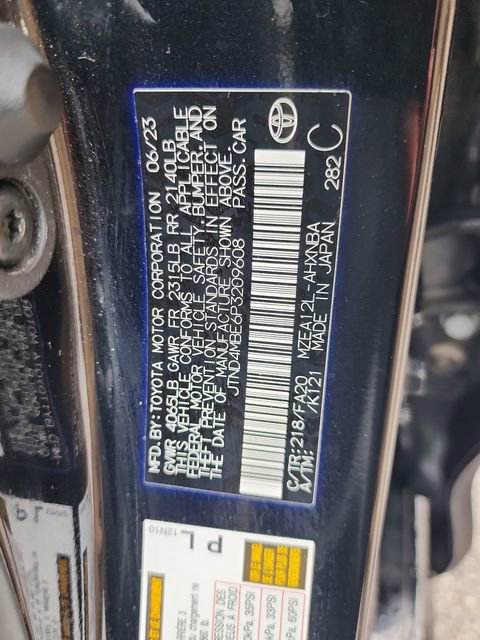 MFD. BY: TOYOTA MOTOR CORPORATION 06/23
GVWR 4065LB GAWR FR 2315LB RR 2140LB
THIS VEHICLE CONFORMS TO ALL APPLICABLE
FEDERAL MOTOR VEHICLE SAFETY, BUMPER, AND
THEFT PREVENTION STANDARDS IN EFFECT ON
THE DATE OF MANUFACTURE SHOWN ABOVE.
JTND4MBE6P3209608 PASS. CAR
C/TR: 218/FA20 MZEA12L-AHXNBA
A/TM: /KT21 MADE IN JAPAN 282 C
12N10
P L